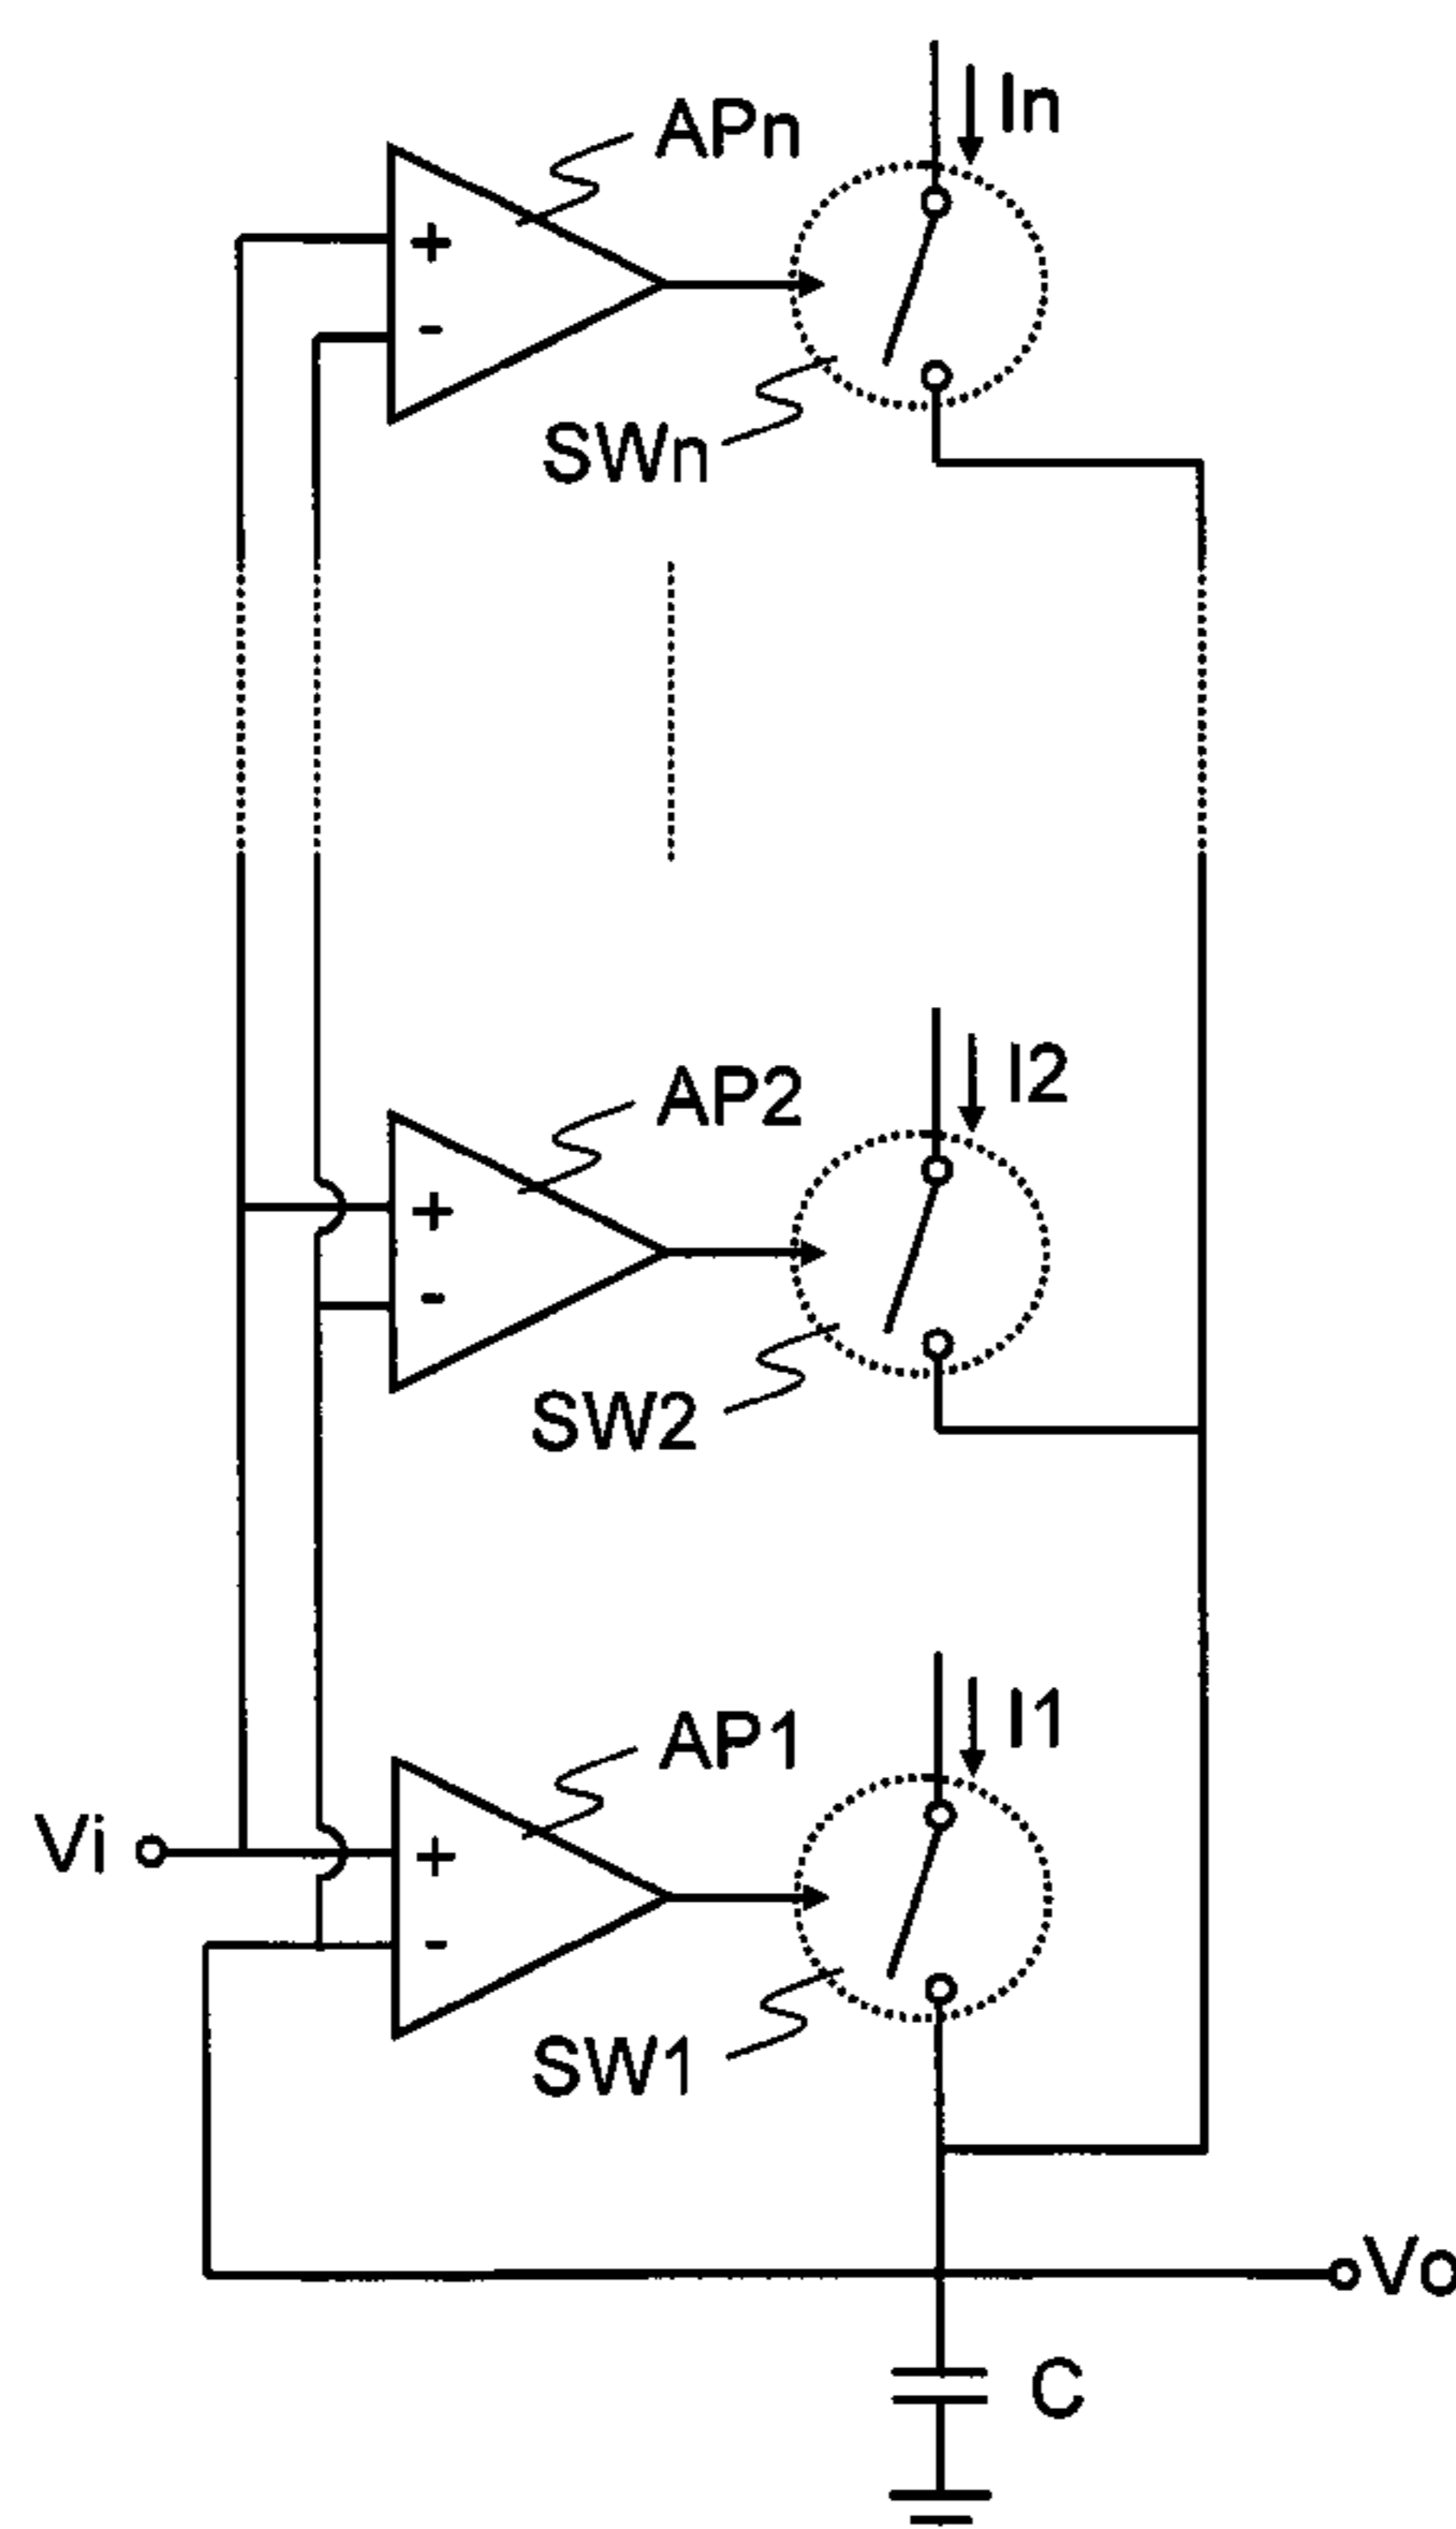 APn
In
+
-
SWn
AP2
I2
+
-
SW2
AP1
I1
Vi
+
-
SW1
Vo
C